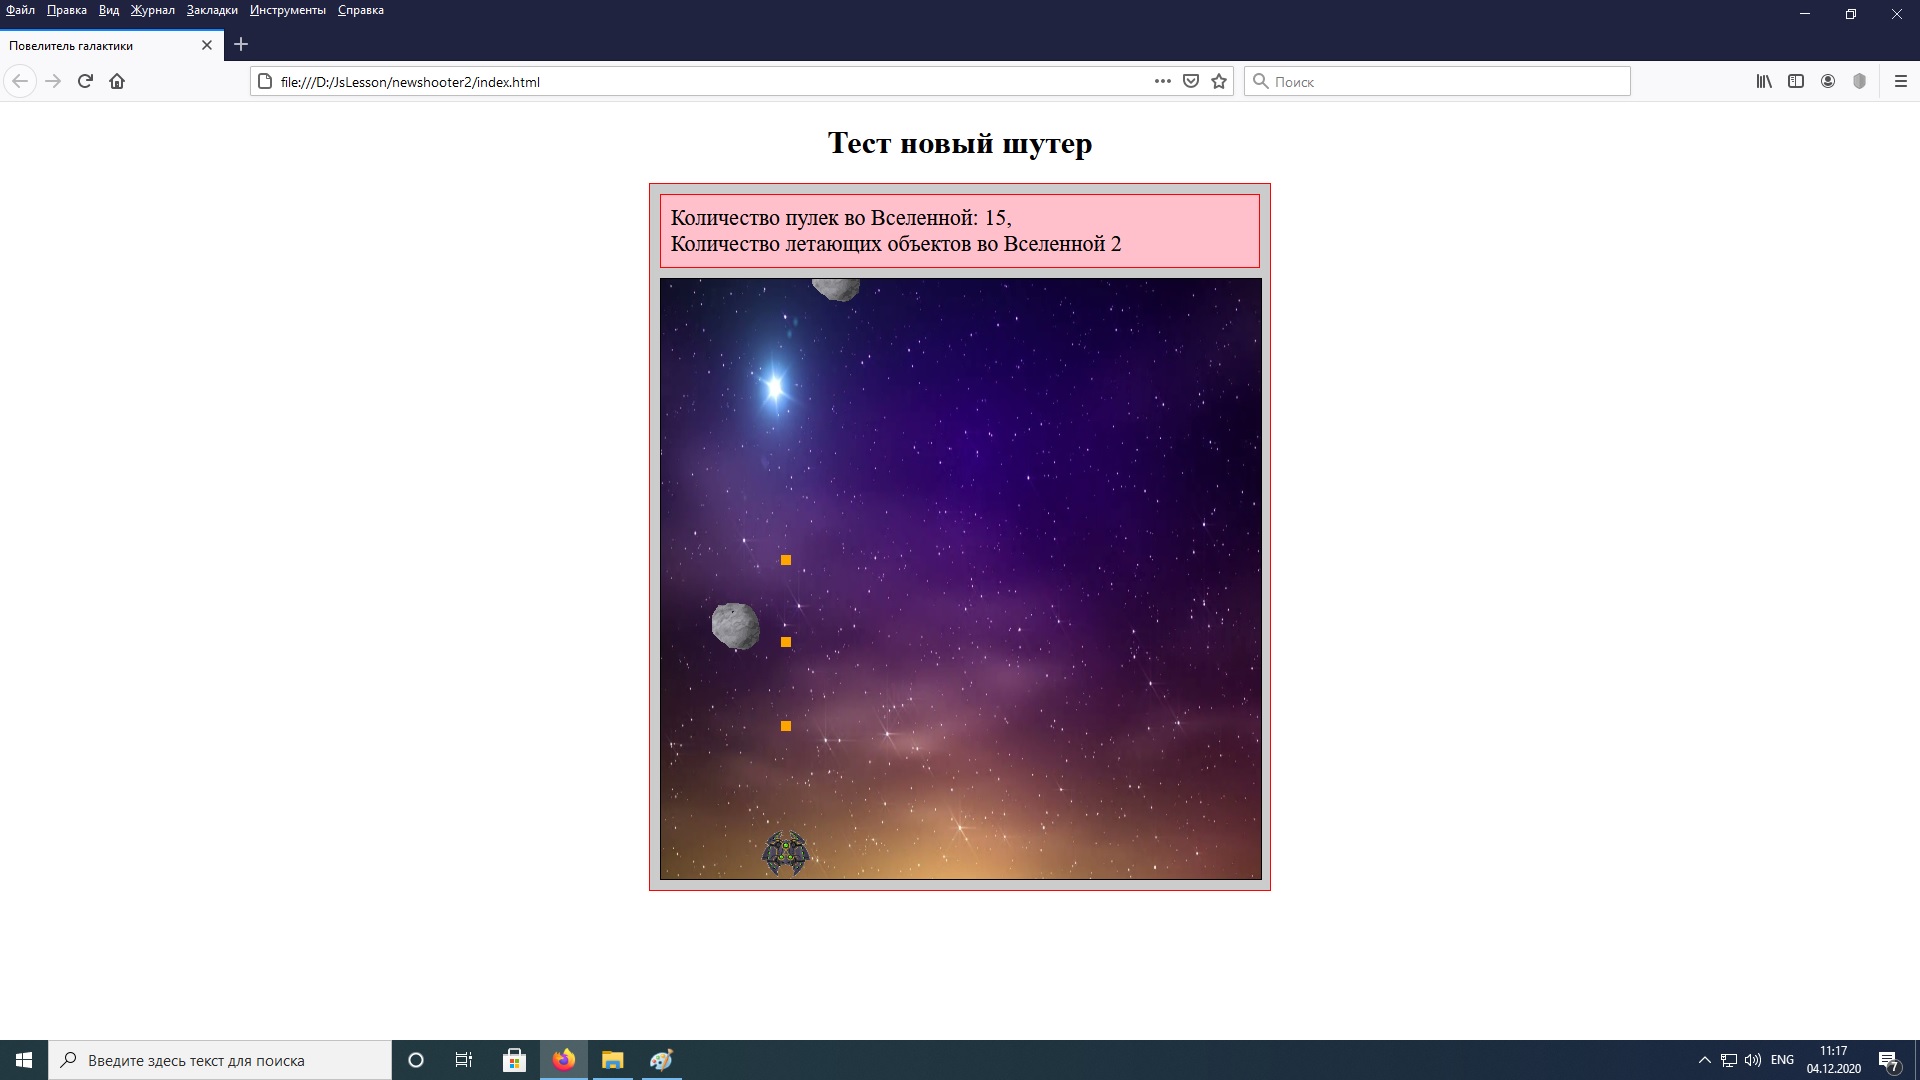 Файл Правка Вид Журнал Закладки Инструменты Справка
Повелитель галактики
file:///D:/JsLesson/newshooter2/index.html
Поиск
Тест новый шутер
Количество пулек во Вселенной: 15,
Количество летающих объектов во Вселенной 2
Введите здесь текст для поиска
ENG
11:17
04.12.2020
7